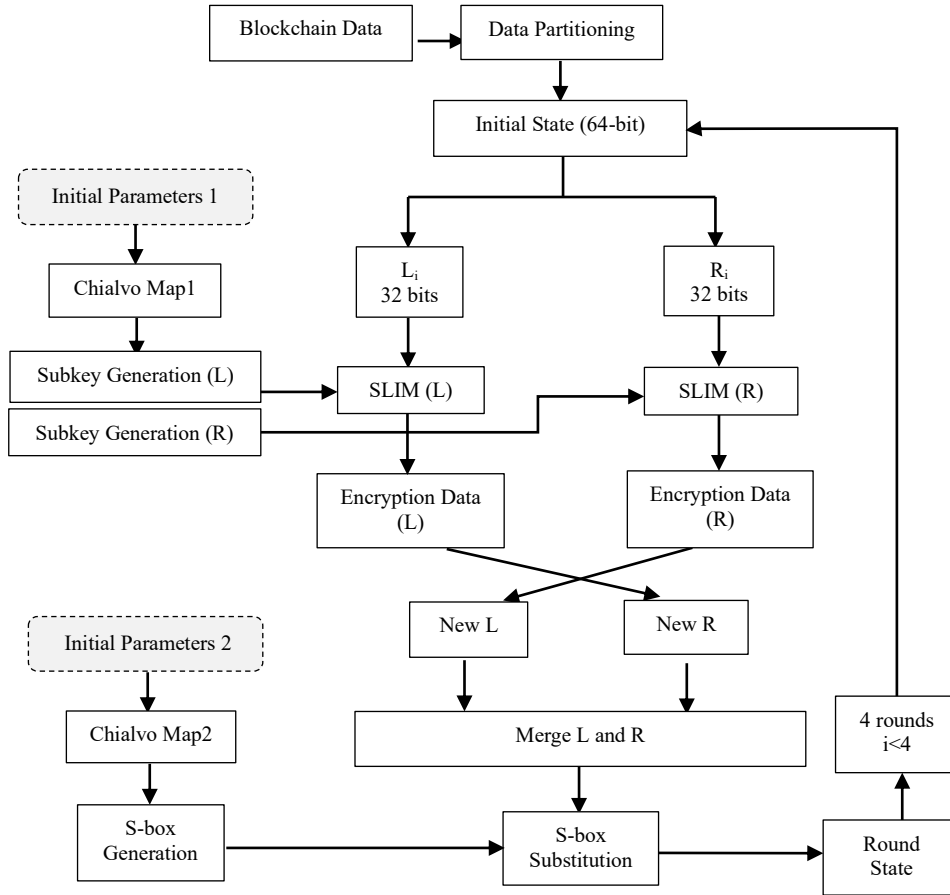 Blockchain Data
Data Partitioning
Initial State (64-bit)
Initial Parameters 1
Lᵢ
32 bits
Rᵢ
32 bits
Chialvo Map1
Subkey Generation (L)
SLIM (L)
SLIM (R)
Subkey Generation (R)
Encryption Data
(L)
Encryption Data
(R)
New L
New R
Initial Parameters 2
Chialvo Map2
Merge L and R
4 rounds
i<4
S-box
Generation
S-box
Substitution
Round
State